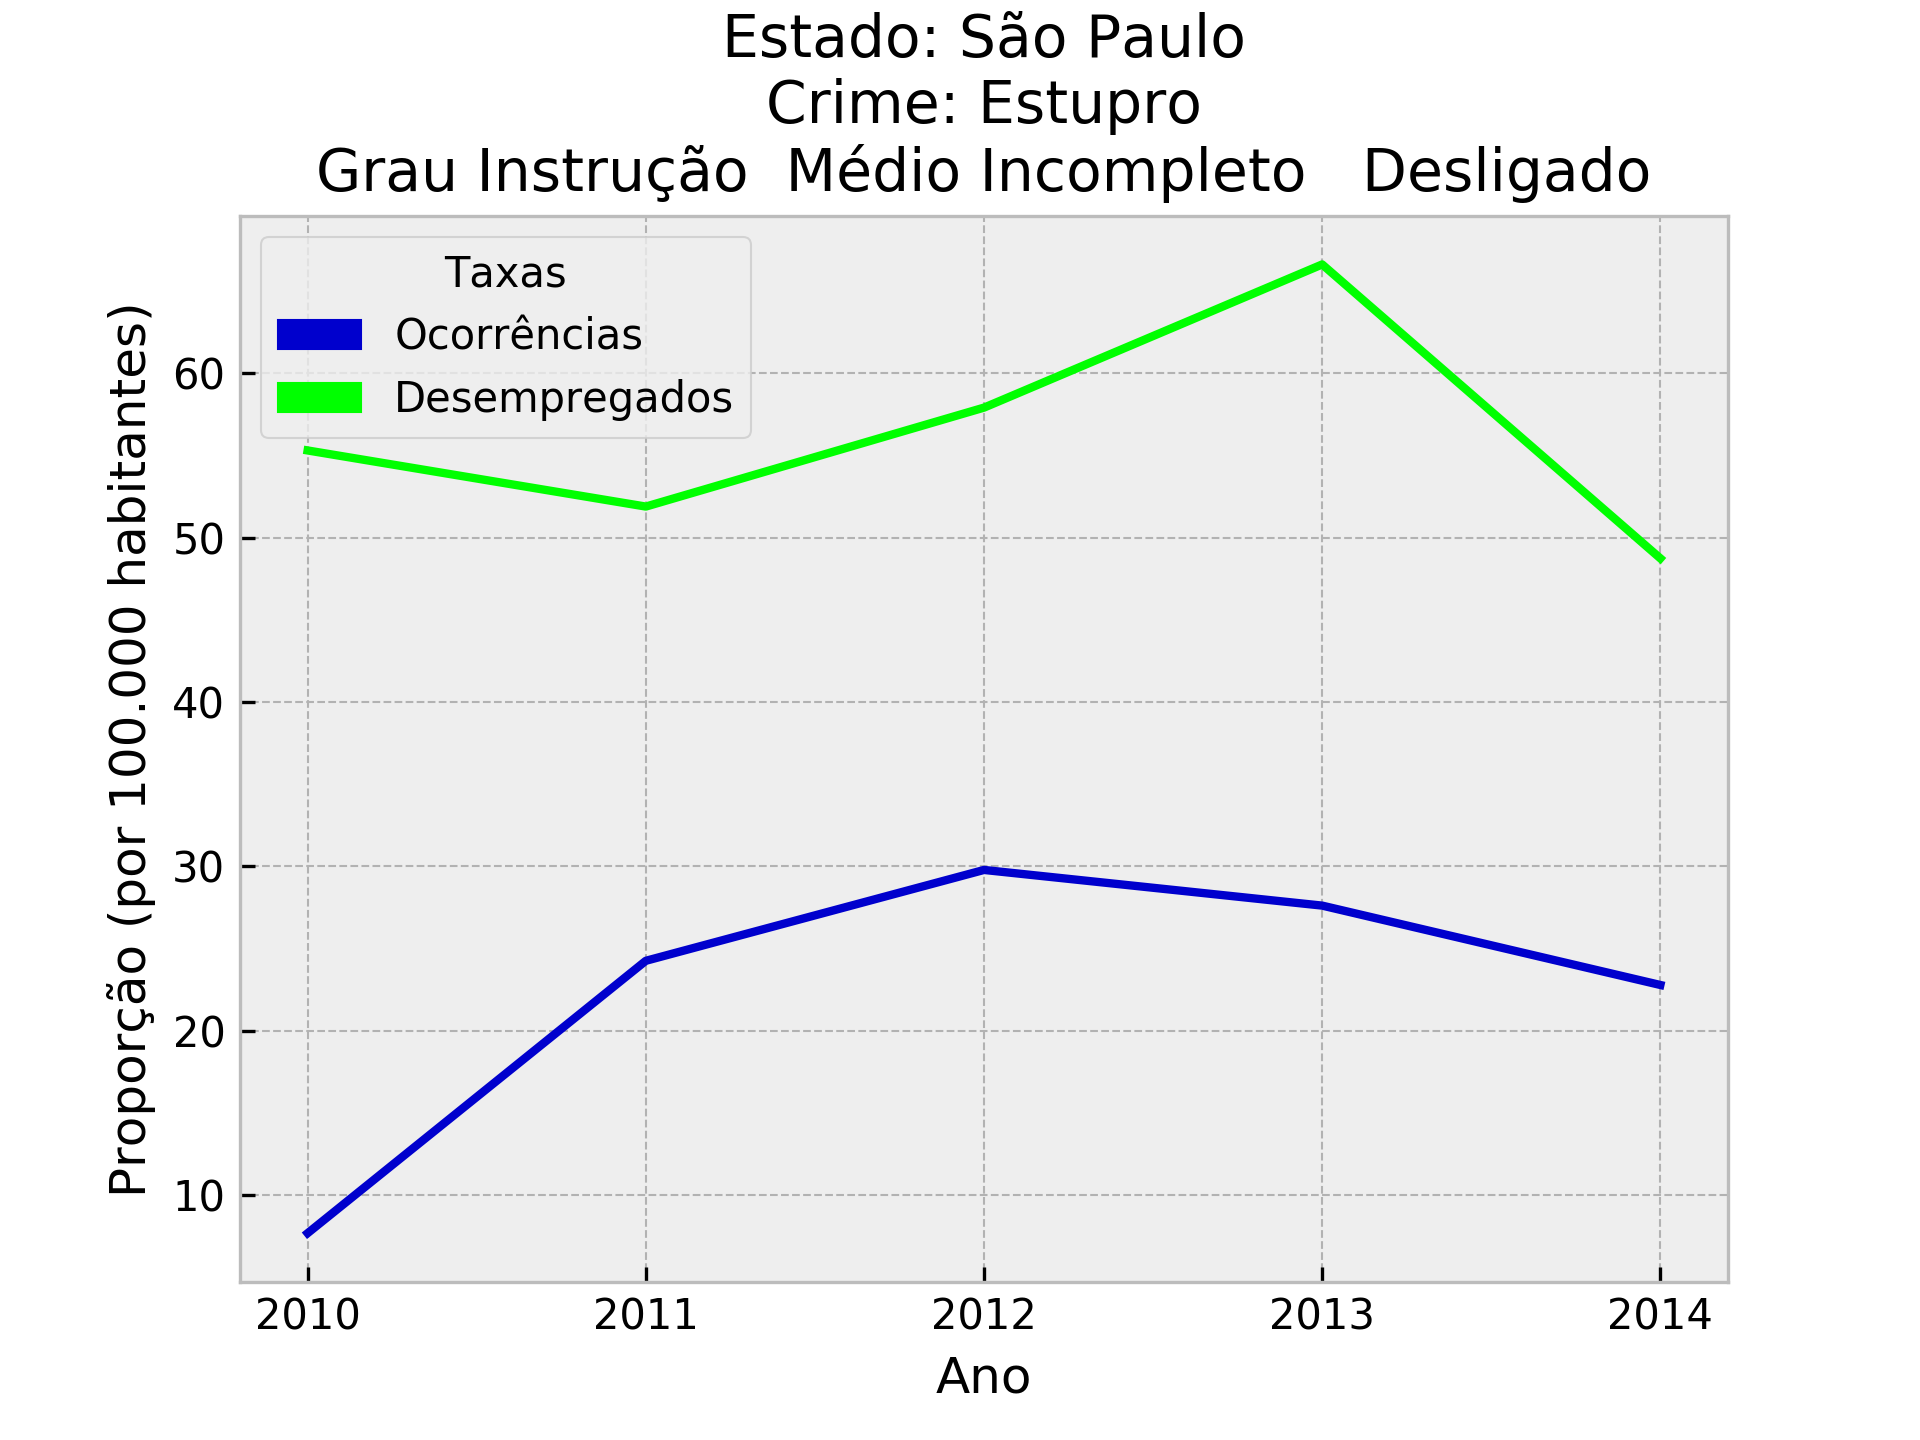 Estado: São Paulo
Crime: Estupro
Grau Instrução  Médio Incompleto   Desligado
Taxas
Ocorrências
Desempregados
Proporção (por 100.000 habitantes)
60
50
40
30
20
10
2010 2011 2012 2013 2014
Ano